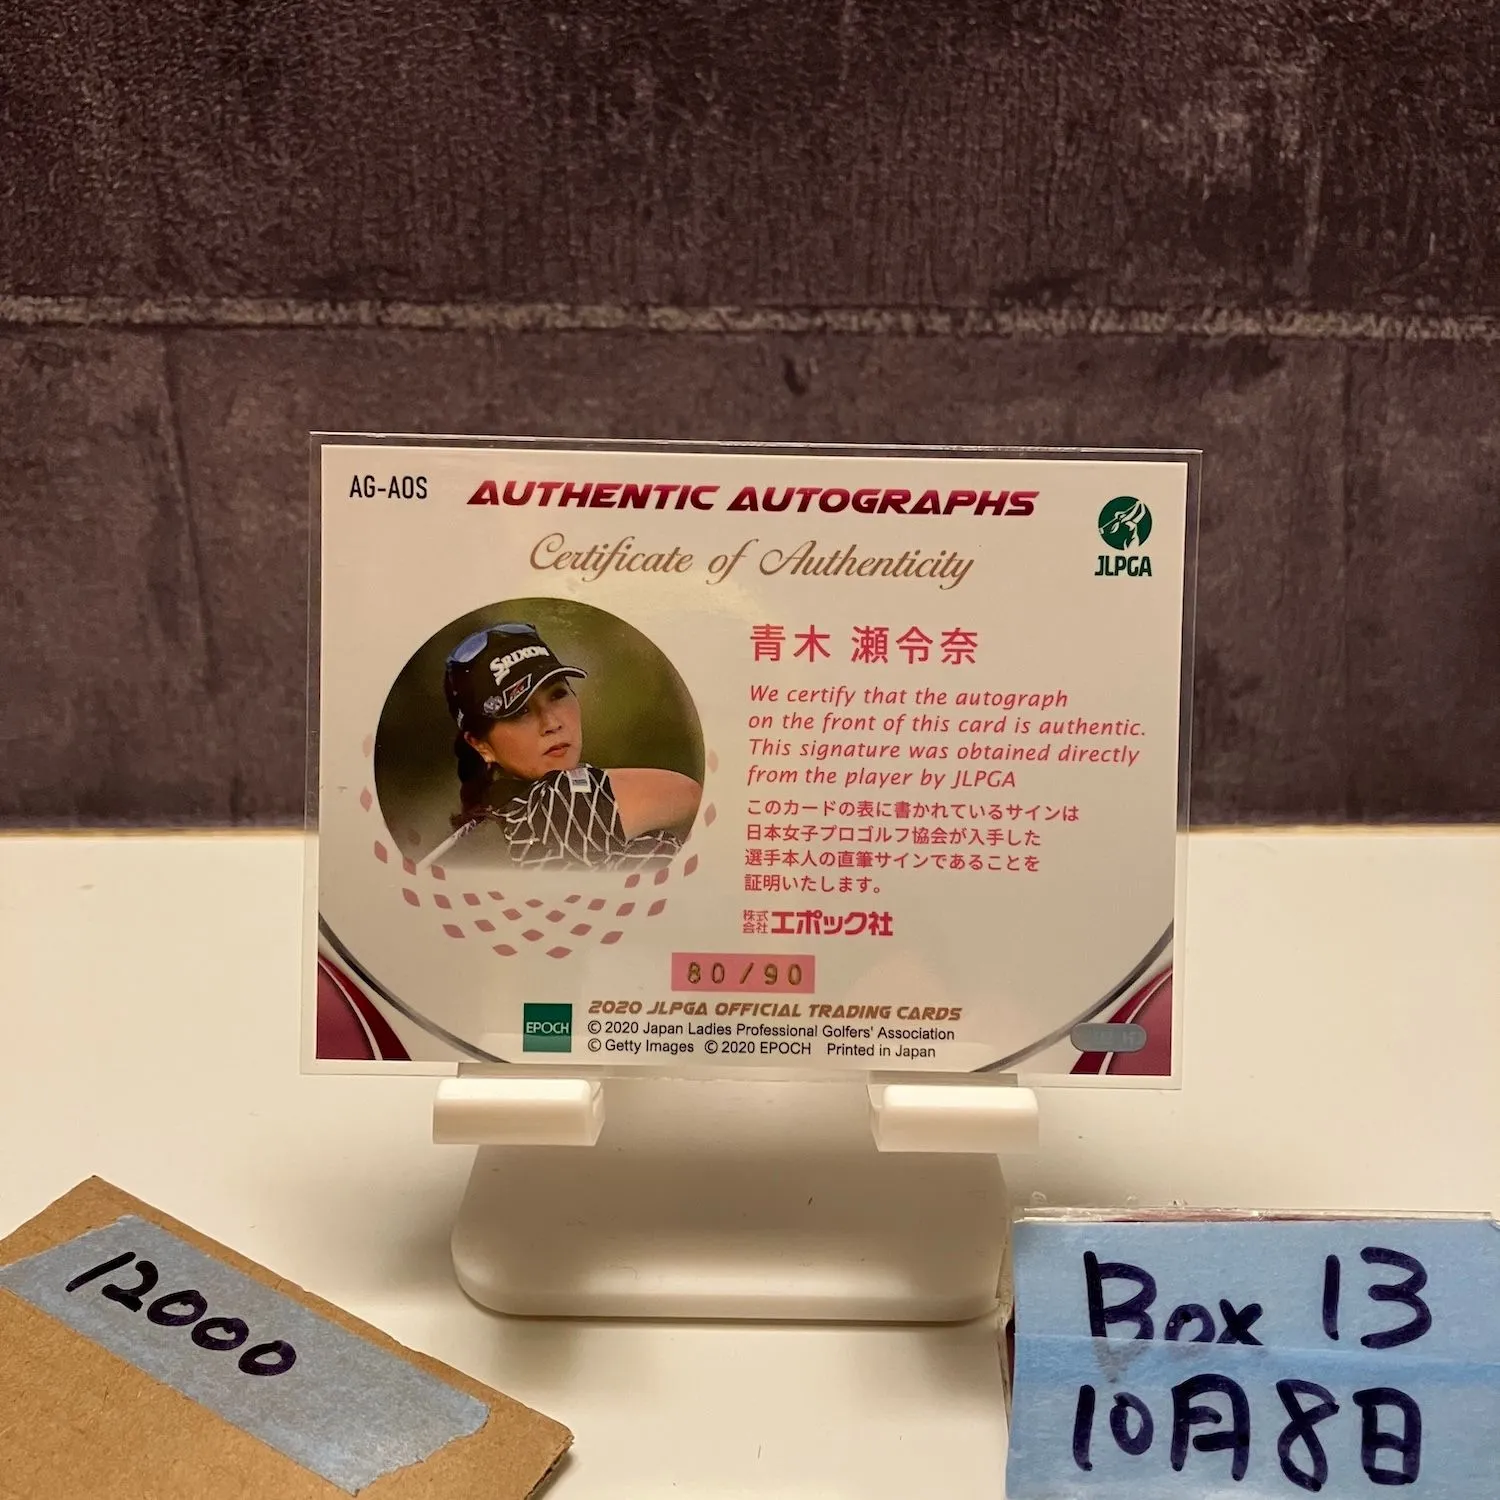 AG-AOS
AUTHENTIC AUTOGRAPHS
Certificate of Authenticity
JLPGA
SRIXON
青木 瀬令奈
We certify that the autograph
on the front of this card is authentic.
This signature was obtained directly
from the player by JLPGA
このカードの表に書かれているサインは
日本女子プロゴルフ協会が入手した
選手本人の直筆サインであることを
証明いたします。
株式会社エポック社
80/90
EPOCH
2020 JLPGA OFFICIAL TRADING CARDS
© 2020 Japan Ladies Professional Golfers' Association
© Getty Images © 2020 EPOCH Printed in Japan
12000
Box 13
10月8日